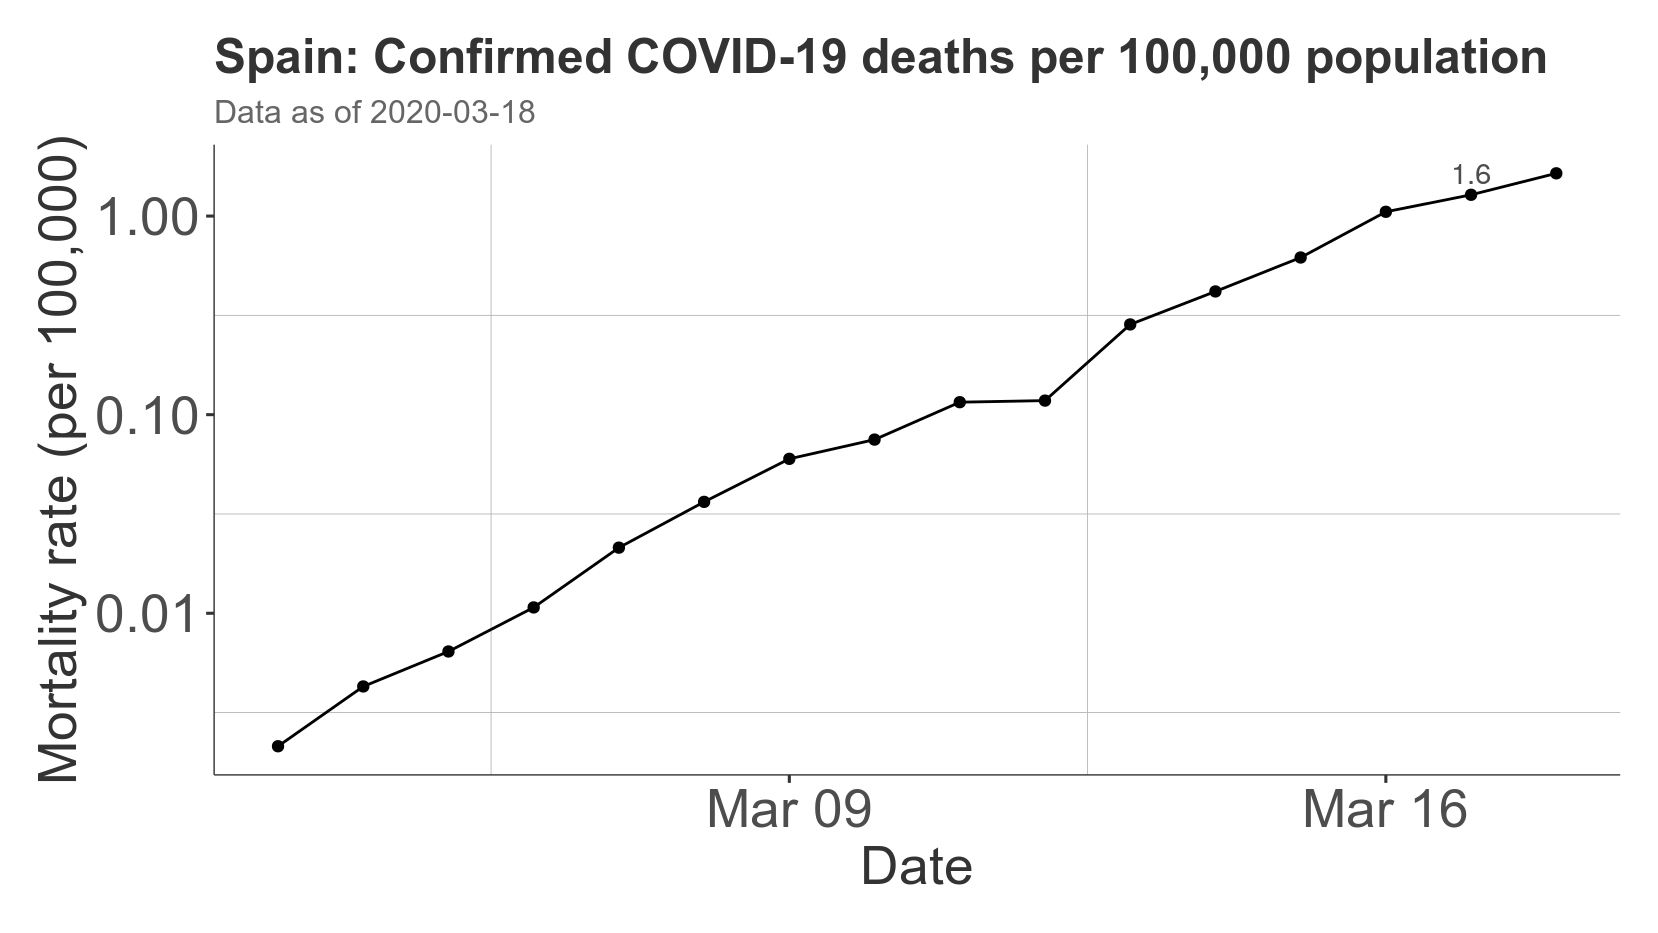 Spain: Confirmed COVID-19 deaths per 100,000 population
Data as of 2020-03-18
Mortality rate (per 100,000)
1.00
0.10
0.01
1.6
Mar 09
Mar 16
Date